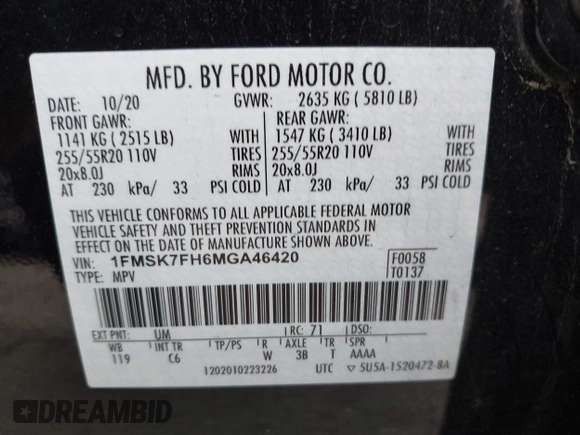 MFD. BY FORD MOTOR CO.
DATE: 10/20 GVWR: 2635 KG ( 5810 LB)
FRONT GAWR: REAR GAWR:
1141 KG ( 2515 LB) WITH 1547 KG ( 3410 LB) WITH
255/55R20 110V TIRES 255/55R20 110V TIRES
20x8.0J RIMS 20x8.0J RIMS
AT 230 kPa/ 33 PSI COLD AT 230 kPa/ 33 PSI COLD
THIS VEHICLE CONFORMS TO ALL APPLICABLE FEDERAL MOTOR
VEHICLE SAFETY AND THEFT PREVENTION STANDARDS
IN EFFECT ON THE DATE OF MANUFACTURE SHOWN ABOVE.
VIN: 1FMSK7FH6MGA46420 F0058
TYPE: MPV T0137
EXT PNT: UM RC: 71 DSO:
WB INT TR TP/PS R AXLE TR SPR
119 C6 W 3B T AAAA
1202010223226 UTC 5U5A-1520472-BA
DREAMBID